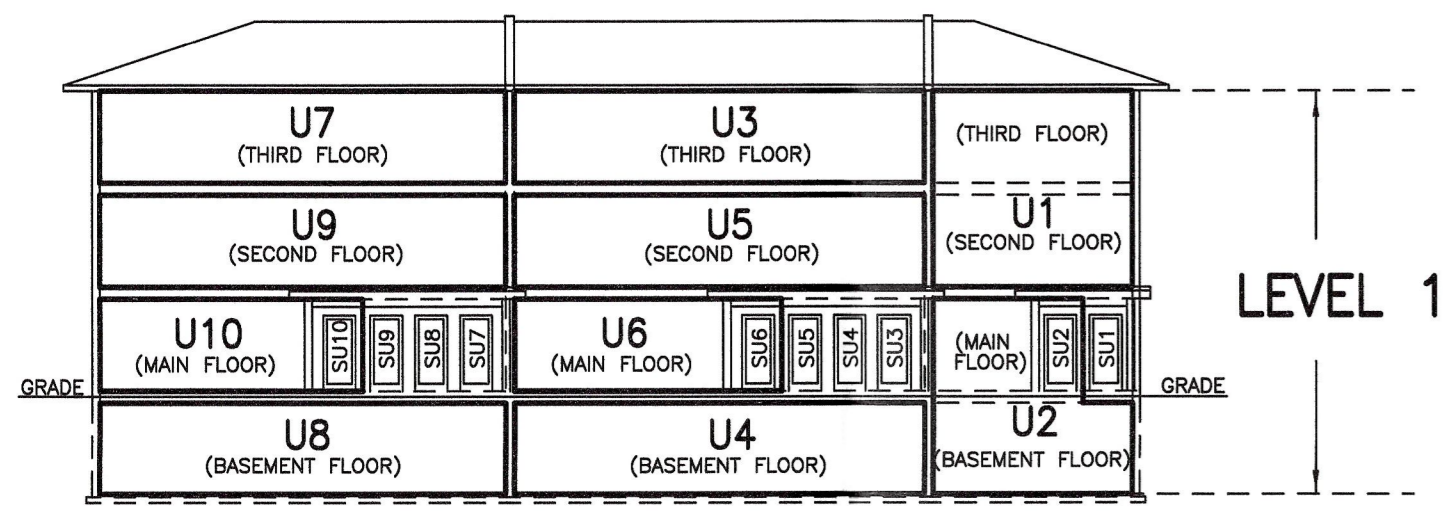 U7
(THIRD FLOOR)
U3
(THIRD FLOOR)
(THIRD FLOOR)
U9
(SECOND FLOOR)
U5
(SECOND FLOOR)
U1
(SECOND FLOOR)
LEVEL 1
U10
(MAIN FLOOR)
SU10
SU9
SU8
SU7
U6
(MAIN FLOOR)
SU6
SU5
SU4
SU3
(MAIN
FLOOR)
SU2
SU1
GRADE
GRADE
U8
(BASEMENT FLOOR)
U4
(BASEMENT FLOOR)
U2
(BASEMENT FLOOR)